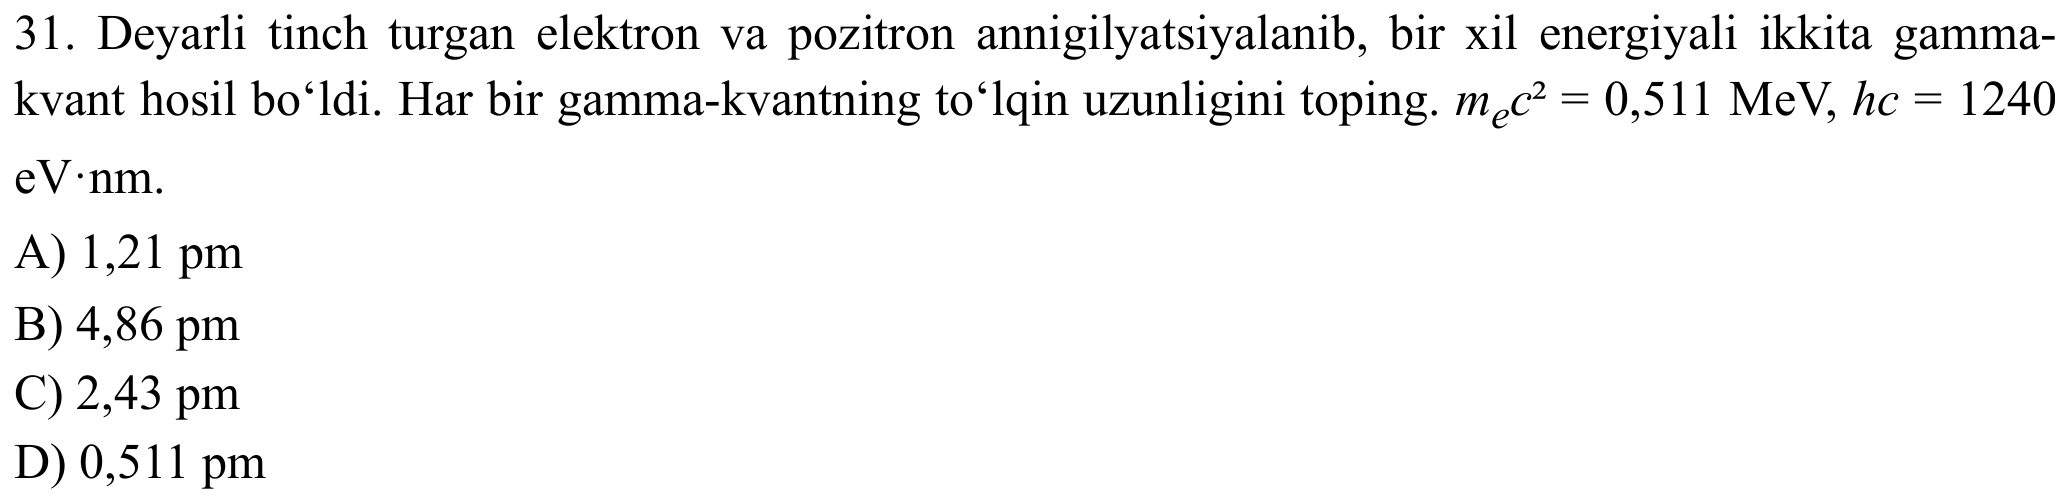 31. Deyarli tinch turgan elektron va pozitron annigilyatsiyalanib, bir xil energiyali ikkita gamma-
kvant hosil bo‘ldi. Har bir gamma-kvantning to‘lqin uzunligini toping. mₑc² = 0,511 MeV, hc = 1240
eV·nm.
A) 1,21 pm
B) 4,86 pm
C) 2,43 pm
D) 0,511 pm